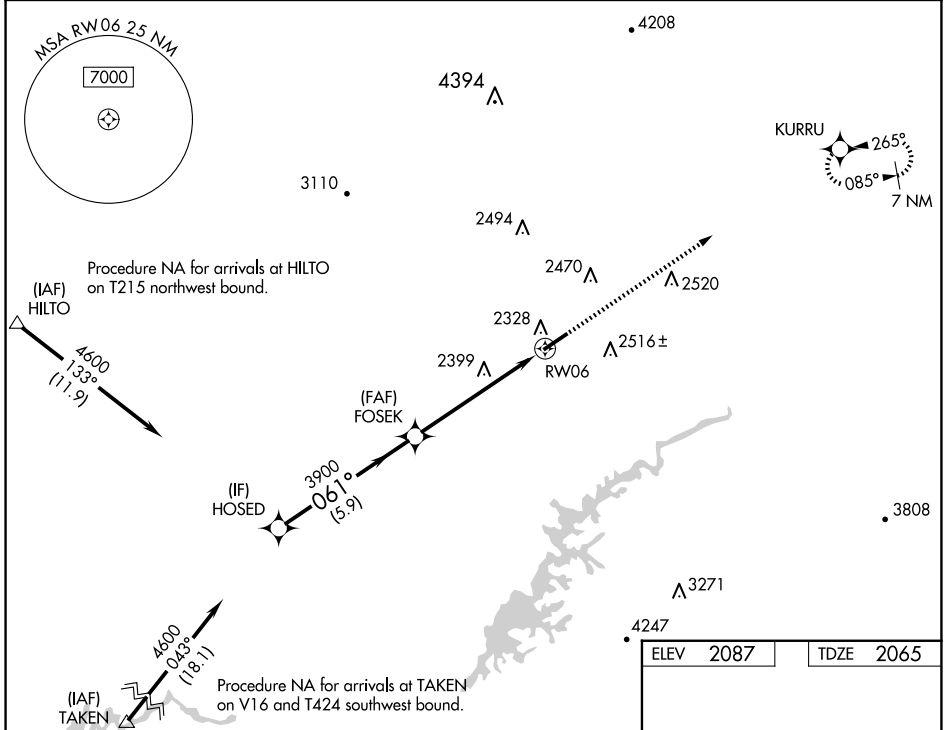 MSA RW06 25 NM
7000
4208
4394
KURRU
265°
085°
7 NM
3110
2494
Procedure NA for arrivals at HILTO
on T215 northwest bound.
2470
2520
(IAF)
HILTO
2328
2516±
RW06
2399
4600
133°
(11.9)
(FAF)
FOSEK
3900
061°
(5.9)
(IF)
HOSED
3808
3271
4247
4600
043°
(18.1)
ELEV 2087
TDZE 2065
(IAF)
TAKEN
Procedure NA for arrivals at TAKEN
on V16 and T424 southwest bound.